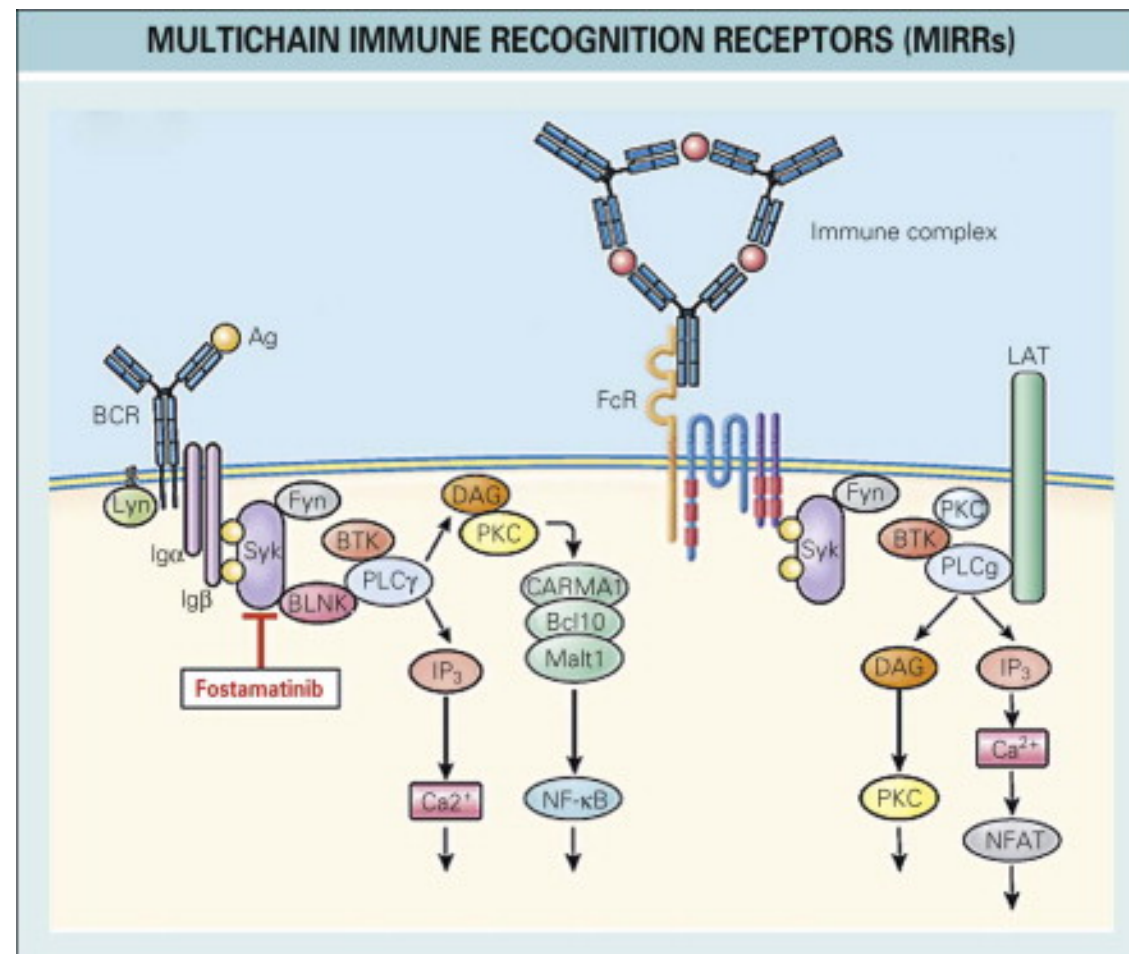 MULTICHAIN IMMUNE RECOGNITION RECEPTORS (MIRRs)
Immune complex
Ag
BCR
Lyn
Igα
Igβ
Syk
Fyn
BTK
BLNK
PLCγ
DAG
PKC
Fostamatinib
IP₃
Ca2⁺
CARMA1
Bcl10
Malt1
NF-κB
FcR
LAT
Fyn
Syk
PKC
BTK
PLCg
DAG
IP₃
PKC
Ca²⁺
NFAT